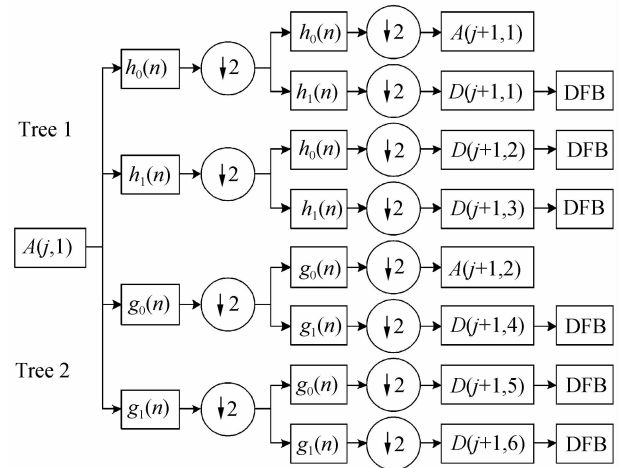 h₀(n) ↓2 A(j+1,1)
h₀(n) ↓2
h₁(n) ↓2 D(j+1,1) DFB
Tree 1
h₀(n) ↓2 D(j+1,2) DFB
h₁(n) ↓2
h₁(n) ↓2 D(j+1,3) DFB
A(j,1)
g₀(n) ↓2 A(j+1,2)
g₀(n) ↓2
g₁(n) ↓2 D(j+1,4) DFB
Tree 2
g₀(n) ↓2 D(j+1,5) DFB
g₁(n) ↓2
g₁(n) ↓2 D(j+1,6) DFB